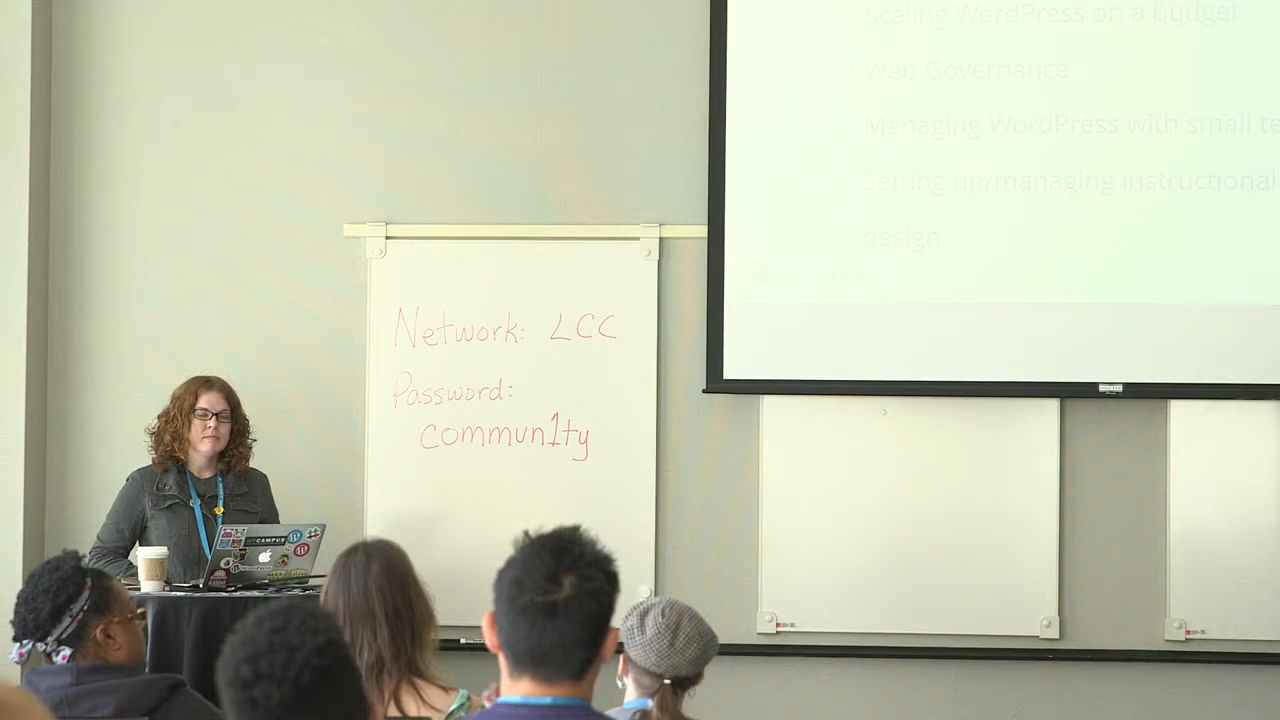 Scaling WordPress on a budget
Web Governance
Managing WordPress with small te
Setting up/managing instructional
design
Network: LCC
Password:
commun1ty
WPCAMPUS